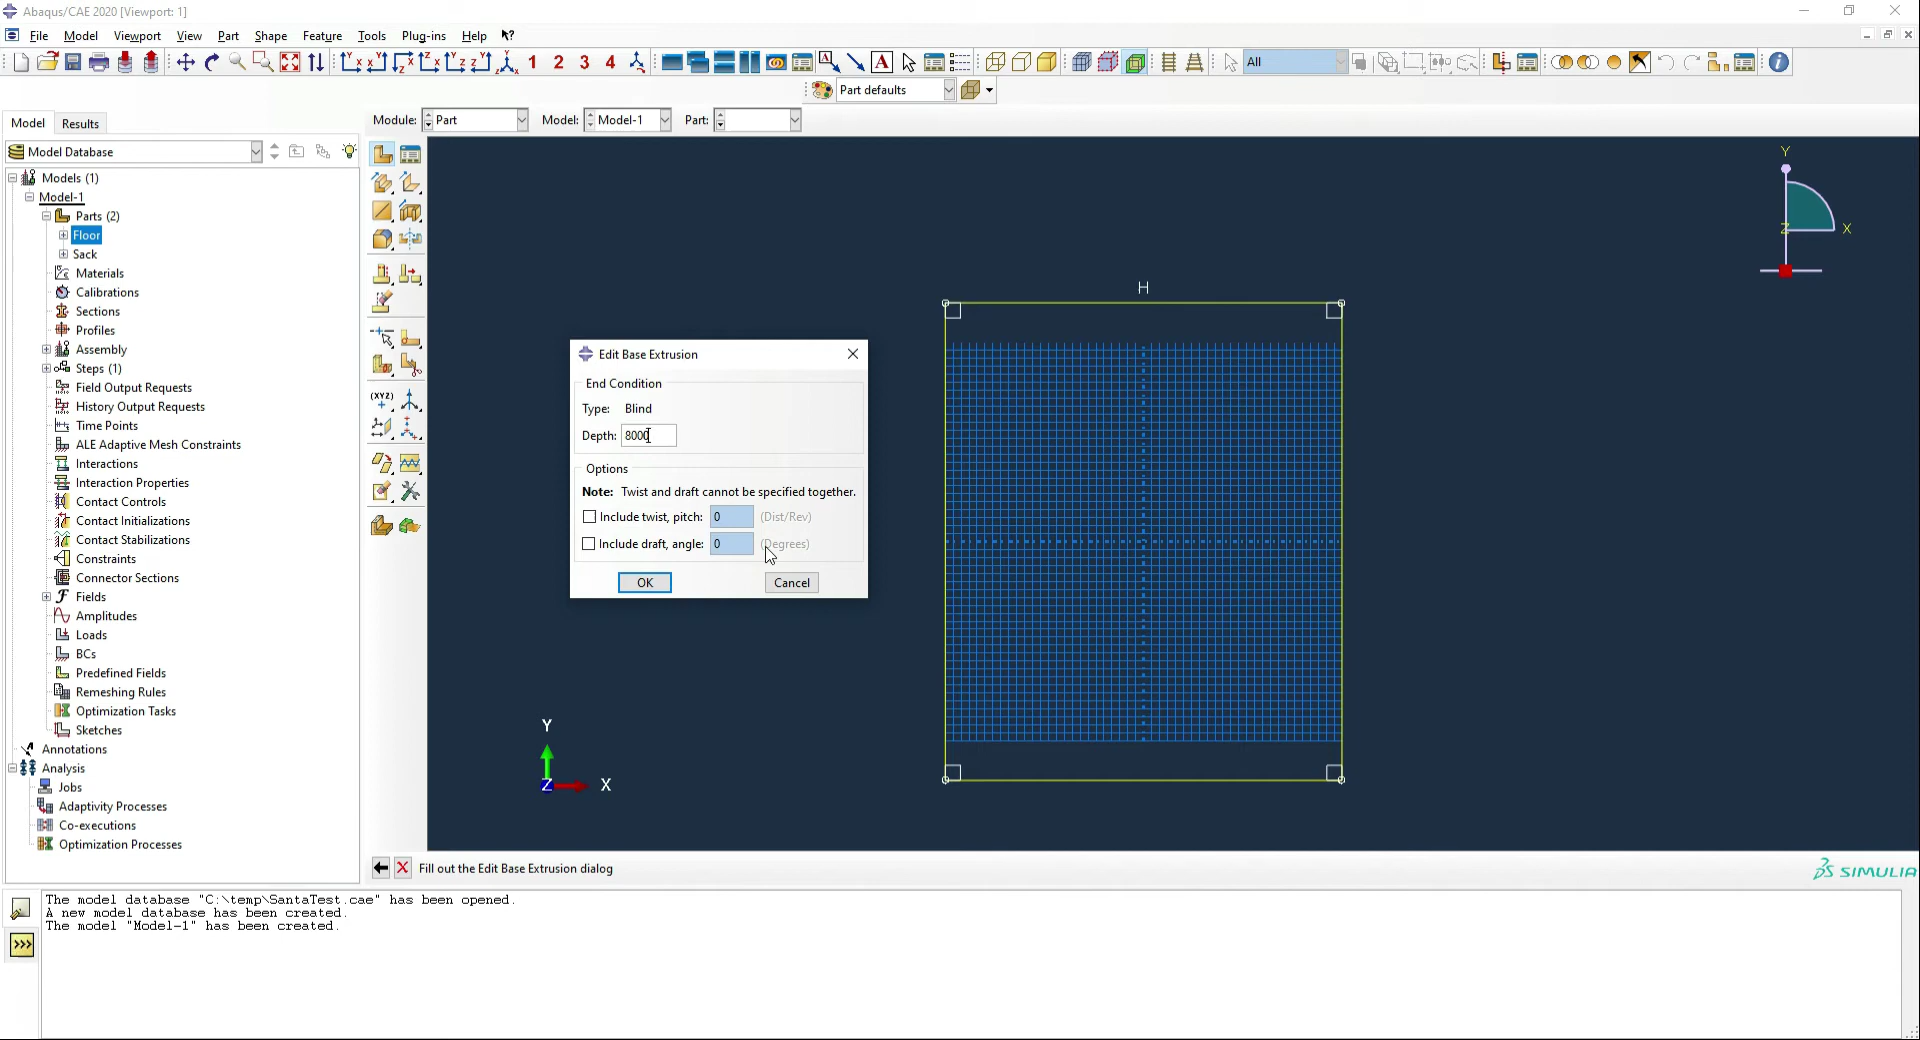 Abaqus/CAE 2020 [Viewport: 1]
File Model Viewport View Part Shape Feature Tools Plug-ins Help
1 2 3 4 All
Part defaults
Model Results
Module: Part Model: Model-1 Part:
Model Database
Models (1)
Model-1
Parts (2)
Floor
Sack
Materials
Calibrations
Sections
Profiles
Assembly
Steps (1)
Field Output Requests
History Output Requests
Time Points
ALE Adaptive Mesh Constraints
Interactions
Interaction Properties
Contact Controls
Contact Initializations
Contact Stabilizations
Constraints
Connector Sections
Fields
Amplitudes
Loads
BCs
Predefined Fields
Remeshing Rules
Optimization Tasks
Sketches
Annotations
Analysis
Jobs
Adaptivity Processes
Co-executions
Optimization Processes
(XYZ)
Y
Z
X
H
Edit Base Extrusion
End Condition
Type: Blind
Depth: 8000
Options
Note: Twist and draft cannot be specified together.
Include twist, pitch: 0 (Dist/Rev)
Include draft, angle: 0 (Degrees)
OK Cancel
Y
Z X
Fill out the Edit Base Extrusion dialog
SIMULIA
The model database "C:\temp\SantaTest.cae" has been opened.
A new model database has been created.
The model "Model-1" has been created.
>>>